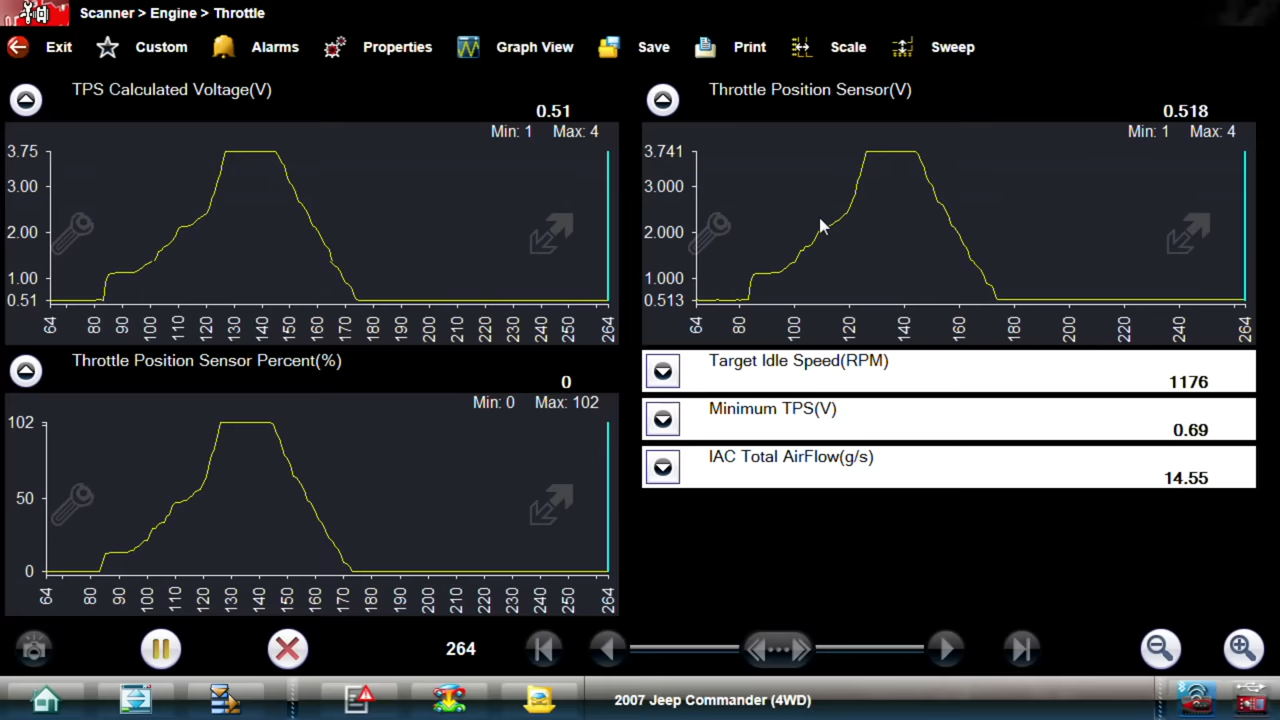 Scanner > Engine > Throttle
Exit Custom Alarms Properties Graph View Save Print Scale Sweep
TPS Calculated Voltage(V)
0.51
Min: 1 Max: 4
3.75
3.00
2.00
1.00
0.51
64 80 90 100 110 120 130 140 150 160 170 180 190 200 210 220 230 240 250 264
Throttle Position Sensor(V)
0.518
Min: 1 Max: 4
3.741
3.000
2.000
1.000
0.513
64 80 100 120 140 160 180 200 220 240 264
Throttle Position Sensor Percent(%)
0
Min: 0 Max: 102
102
50
0
64 80 90 100 110 120 130 140 150 160 170 180 190 200 210 220 230 240 250 264
Target Idle Speed(RPM)
1176
Minimum TPS(V)
0.69
IAC Total AirFlow(g/s)
14.55
264
2007 Jeep Commander (4WD)